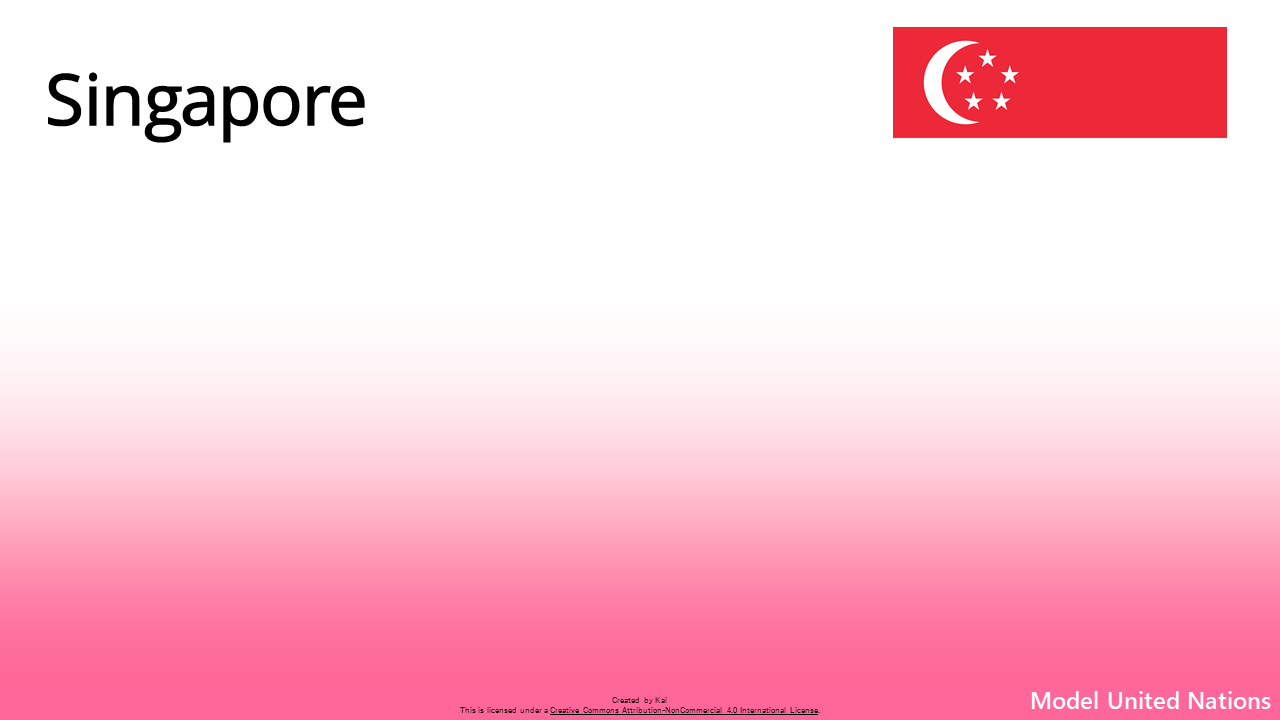 Singapore
Created by Kai
This is licensed under a Creative Commons Attribution-NonCommercial 4.0 International License.
Model United Nations